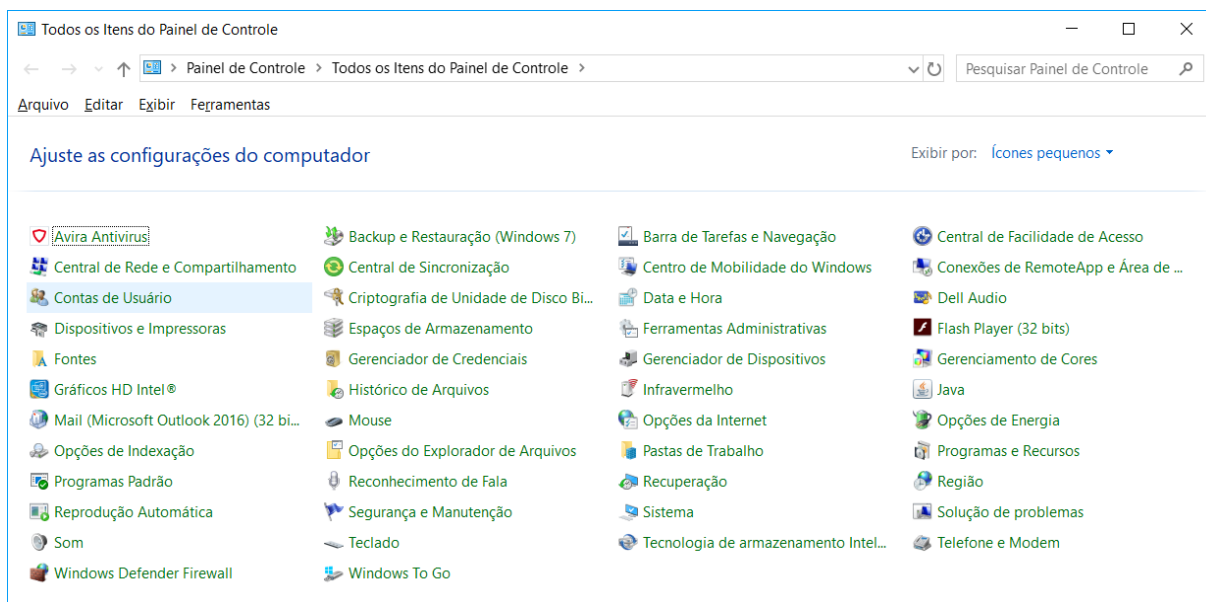 Todos os Itens do Painel de Controle
Painel de Controle > Todos os Itens do Painel de Controle >
Pesquisar Painel de Controle
Arquivo Editar Exibir Ferramentas
Ajuste as configurações do computador
Exibir por: Ícones pequenos
Avira Antivirus
Backup e Restauração (Windows 7)
Barra de Tarefas e Navegação
Central de Facilidade de Acesso
Central de Rede e Compartilhamento
Central de Sincronização
Centro de Mobilidade do Windows
Conexões de RemoteApp e Área de ...
Contas de Usuário
Criptografia de Unidade de Disco Bi...
Data e Hora
Dell Audio
Dispositivos e Impressoras
Espaços de Armazenamento
Ferramentas Administrativas
Flash Player (32 bits)
Fontes
Gerenciador de Credenciais
Gerenciador de Dispositivos
Gerenciamento de Cores
Gráficos HD Intel®
Histórico de Arquivos
Infravermelho
Java
Mail (Microsoft Outlook 2016) (32 bi...
Mouse
Opções da Internet
Opções de Energia
Opções de Indexação
Opções do Explorador de Arquivos
Pastas de Trabalho
Programas e Recursos
Programas Padrão
Reconhecimento de Fala
Recuperação
Região
Reprodução Automática
Segurança e Manutenção
Sistema
Solução de problemas
Som
Teclado
Tecnologia de armazenamento Intel...
Telefone e Modem
Windows Defender Firewall
Windows To Go